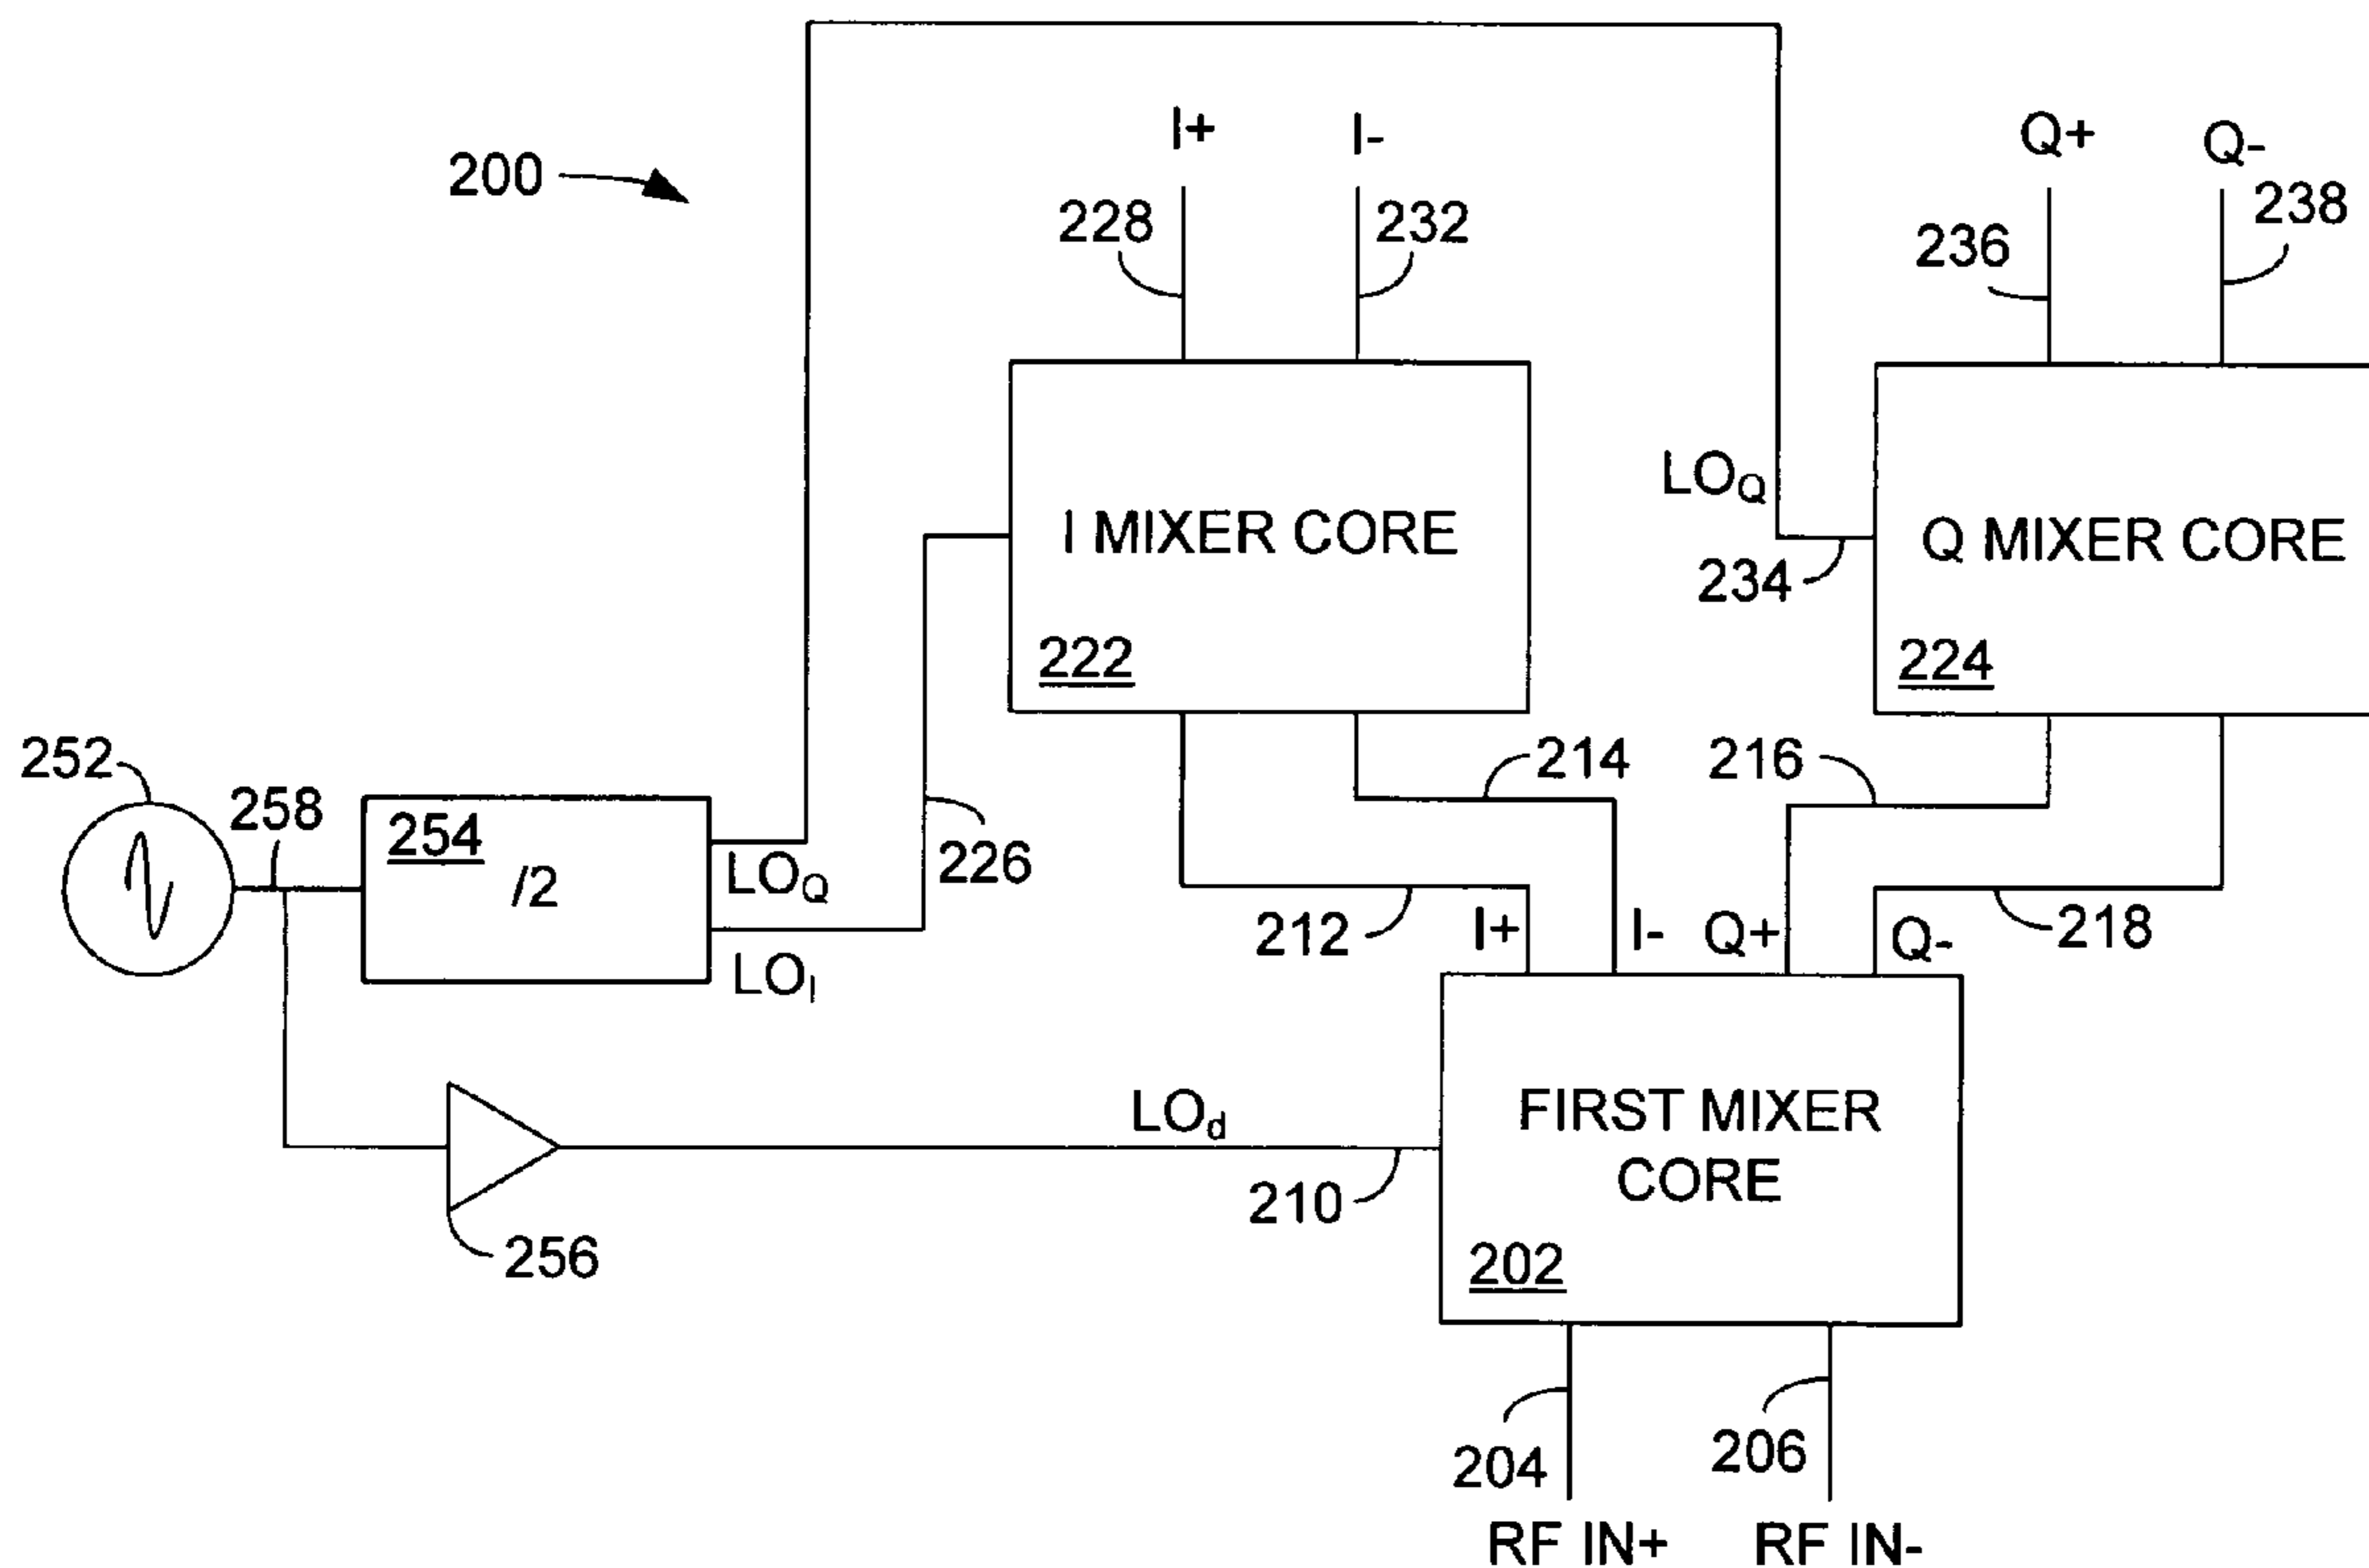 I+ I- Q+ Q-
200 228 232 236 238
LOQ
I MIXER CORE Q MIXER CORE
234
222 224
252 258 254 214 216
/2 LOQ 226
212 I+ I- Q+ Q- 218
LOI
LOd FIRST MIXER
CORE
210
256 202
204 206
RF IN+ RF IN-